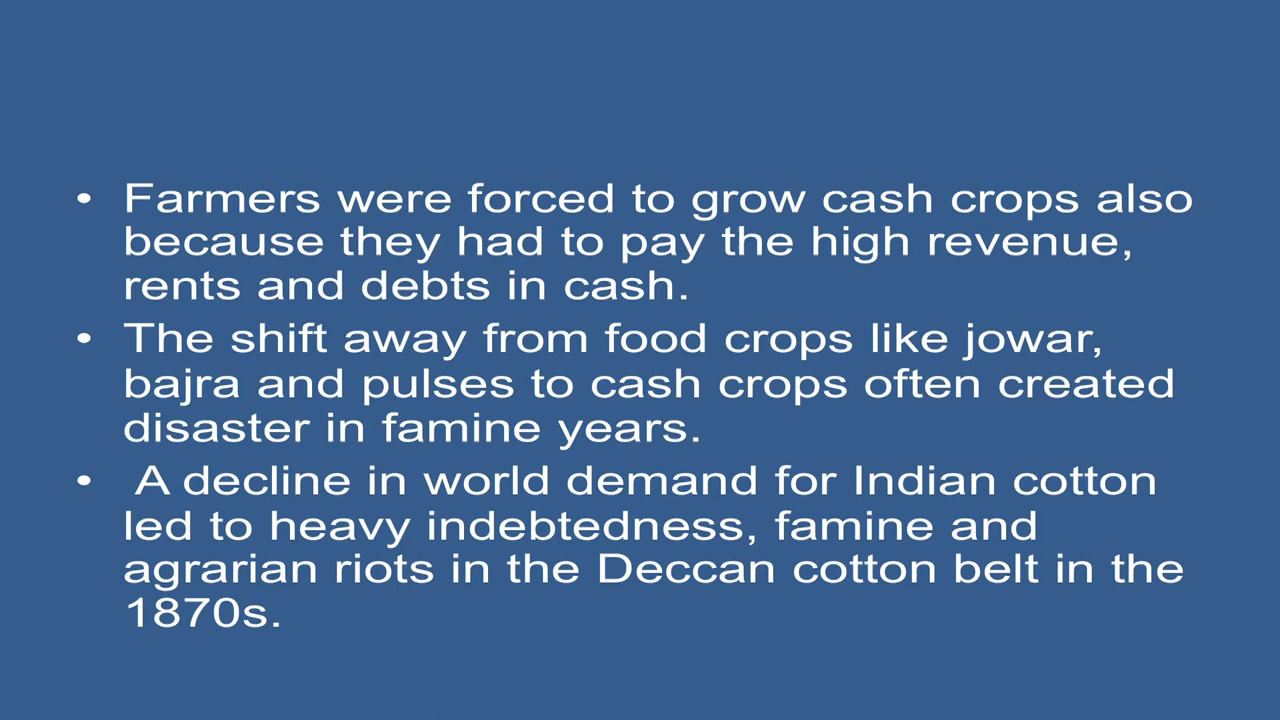 • Farmers were forced to grow cash crops also
because they had to pay the high revenue,
rents and debts in cash.
• The shift away from food crops like jowar,
bajra and pulses to cash crops often created
disaster in famine years.
• A decline in world demand for Indian cotton
led to heavy indebtedness, famine and
agrarian riots in the Deccan cotton belt in the
1870s.